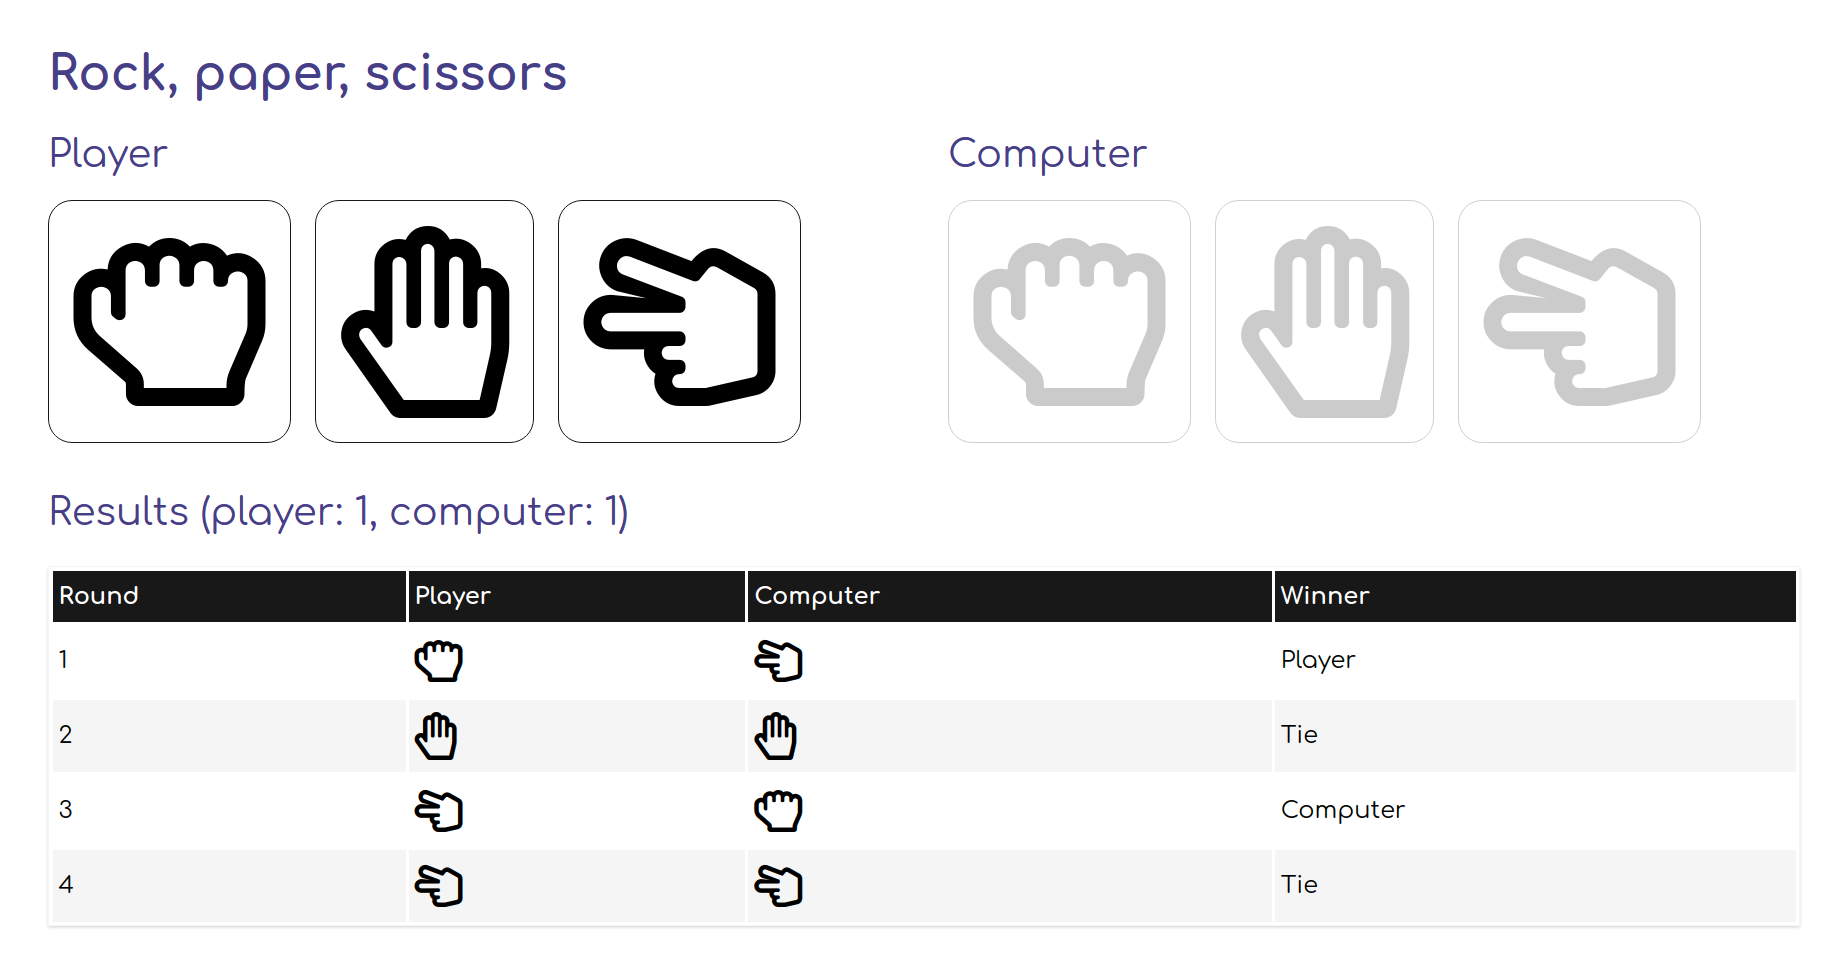 Rock, paper, scissors
Player
Computer
Results (player: 1, computer: 1)
Round Player Computer Winner
1 Player
2 Tie
3 Computer
4 Tie